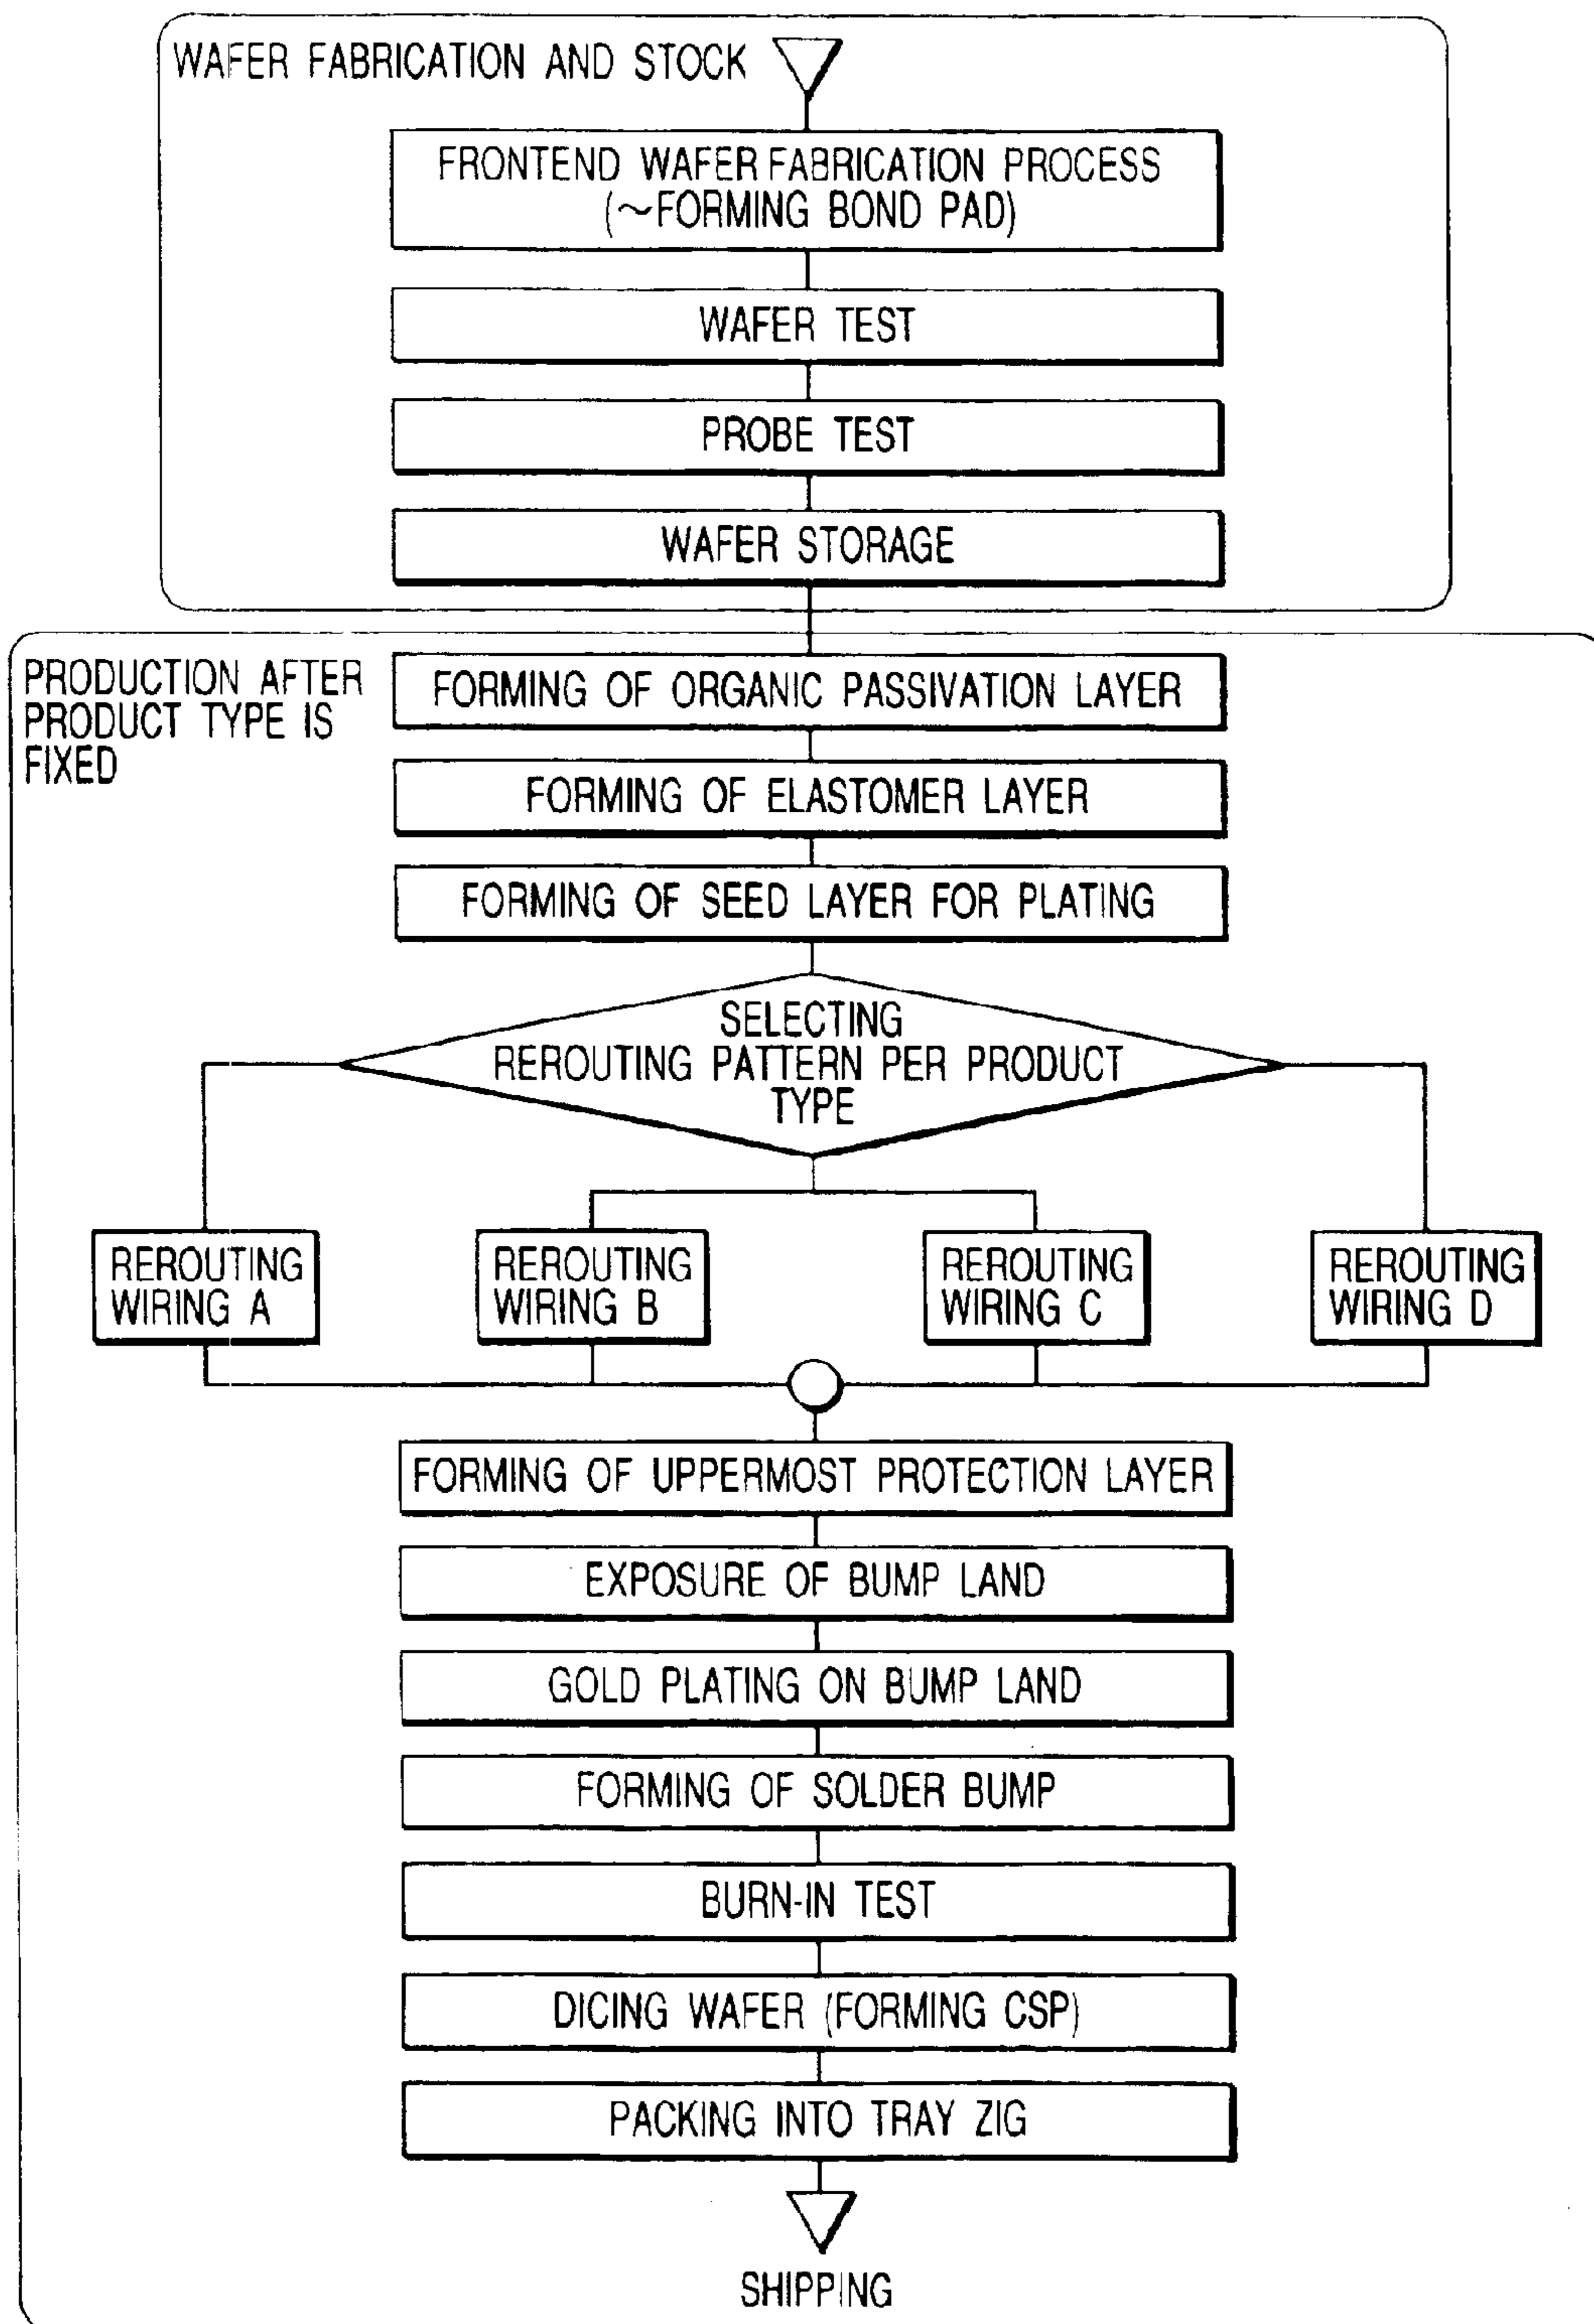 WAFER FABRICATION AND STOCK
FRONTEND WAFER FABRICATION PROCESS
(~FORMING BOND PAD)
WAFER TEST
PROBE TEST
WAFER STORAGE
PRODUCTION AFTER
PRODUCT TYPE IS
FIXED
FORMING OF ORGANIC PASSIVATION LAYER
FORMING OF ELASTOMER LAYER
FORMING OF SEED LAYER FOR PLATING
SELECTING
REROUTING PATTERN PER PRODUCT
TYPE
REROUTING
WIRING A
REROUTING
WIRING B
REROUTING
WIRING C
REROUTING
WIRING D
FORMING OF UPPERMOST PROTECTION LAYER
EXPOSURE OF BUMP LAND
GOLD PLATING ON BUMP LAND
FORMING OF SOLDER BUMP
BURN-IN TEST
DICING WAFER (FORMING CSP)
PACKING INTO TRAY ZIG
SHIPPING